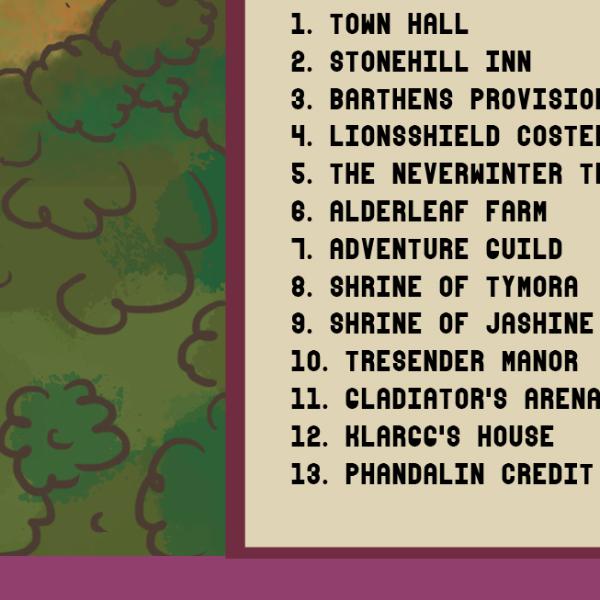 1. TOWN HALL
2. STONEHILL INN
3. BARTHENS PROVISIO
4. LIONSSHIELD COSTE
5. THE NEVERWINTER T
6. ALDERLEAF FARM
7. ADVENTURE GUILD
8. SHRINE OF TYMORA
9. SHRINE OF JASHINE
10. TRESENDER MANOR
11. GLADIATOR'S ARENA
12. KLARGG'S HOUSE
13. PHANDALIN CREDIT